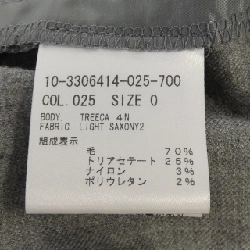 10-3306414-025-700
COL.025 SIZE 0
BODY. TREECA 4N
FABRIC. LIGHT SAXONY2
組成表示
毛 70%
トリアセテート 25%
ナイロン 3%
ポリウレタン 2%